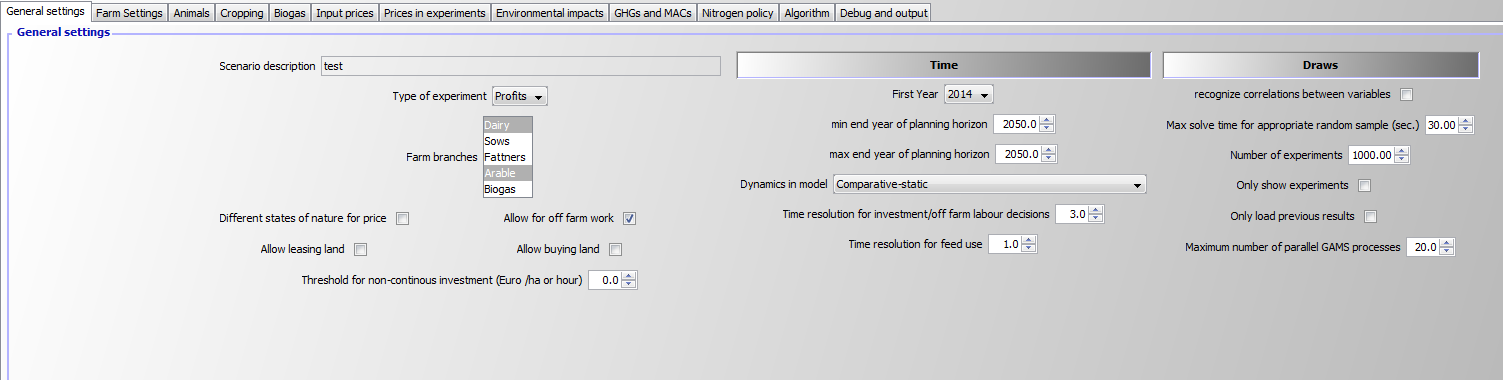 General settings Farm Settings Animals Cropping Biogas Input prices Prices in experiments Environmental impacts GHGs and MACs Nitrogen policy Algorithm Debug and output
General settings
Scenario description test
Type of experiment Profits
Farm branches
Dairy
Sows
Fattners
Arable
Biogas
Different states of nature for price
Allow for off farm work
Allow leasing land
Allow buying land
Threshold for non-continous investment (Euro /ha or hour) 0.0
Time
First Year 2014
min end year of planning horizon 2050.0
max end year of planning horizon 2050.0
Dynamics in model Comparative-static
Time resolution for investment/off farm labour decisions 3.0
Time resolution for feed use 1.0
Draws
recognize correlations between variables
Max solve time for appropriate random sample (sec.) 30.00
Number of experiments 1000.00
Only show experiments
Only load previous results
Maximum number of parallel GAMS processes 20.0